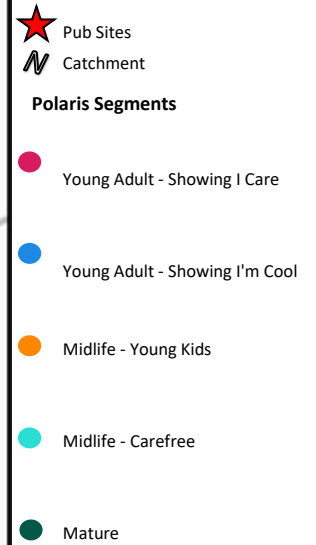 Pub Sites
Catchment
Polaris Segments
Young Adult - Showing I Care
Young Adult - Showing I'm Cool
Midlife - Young Kids
Midlife - Carefree
Mature